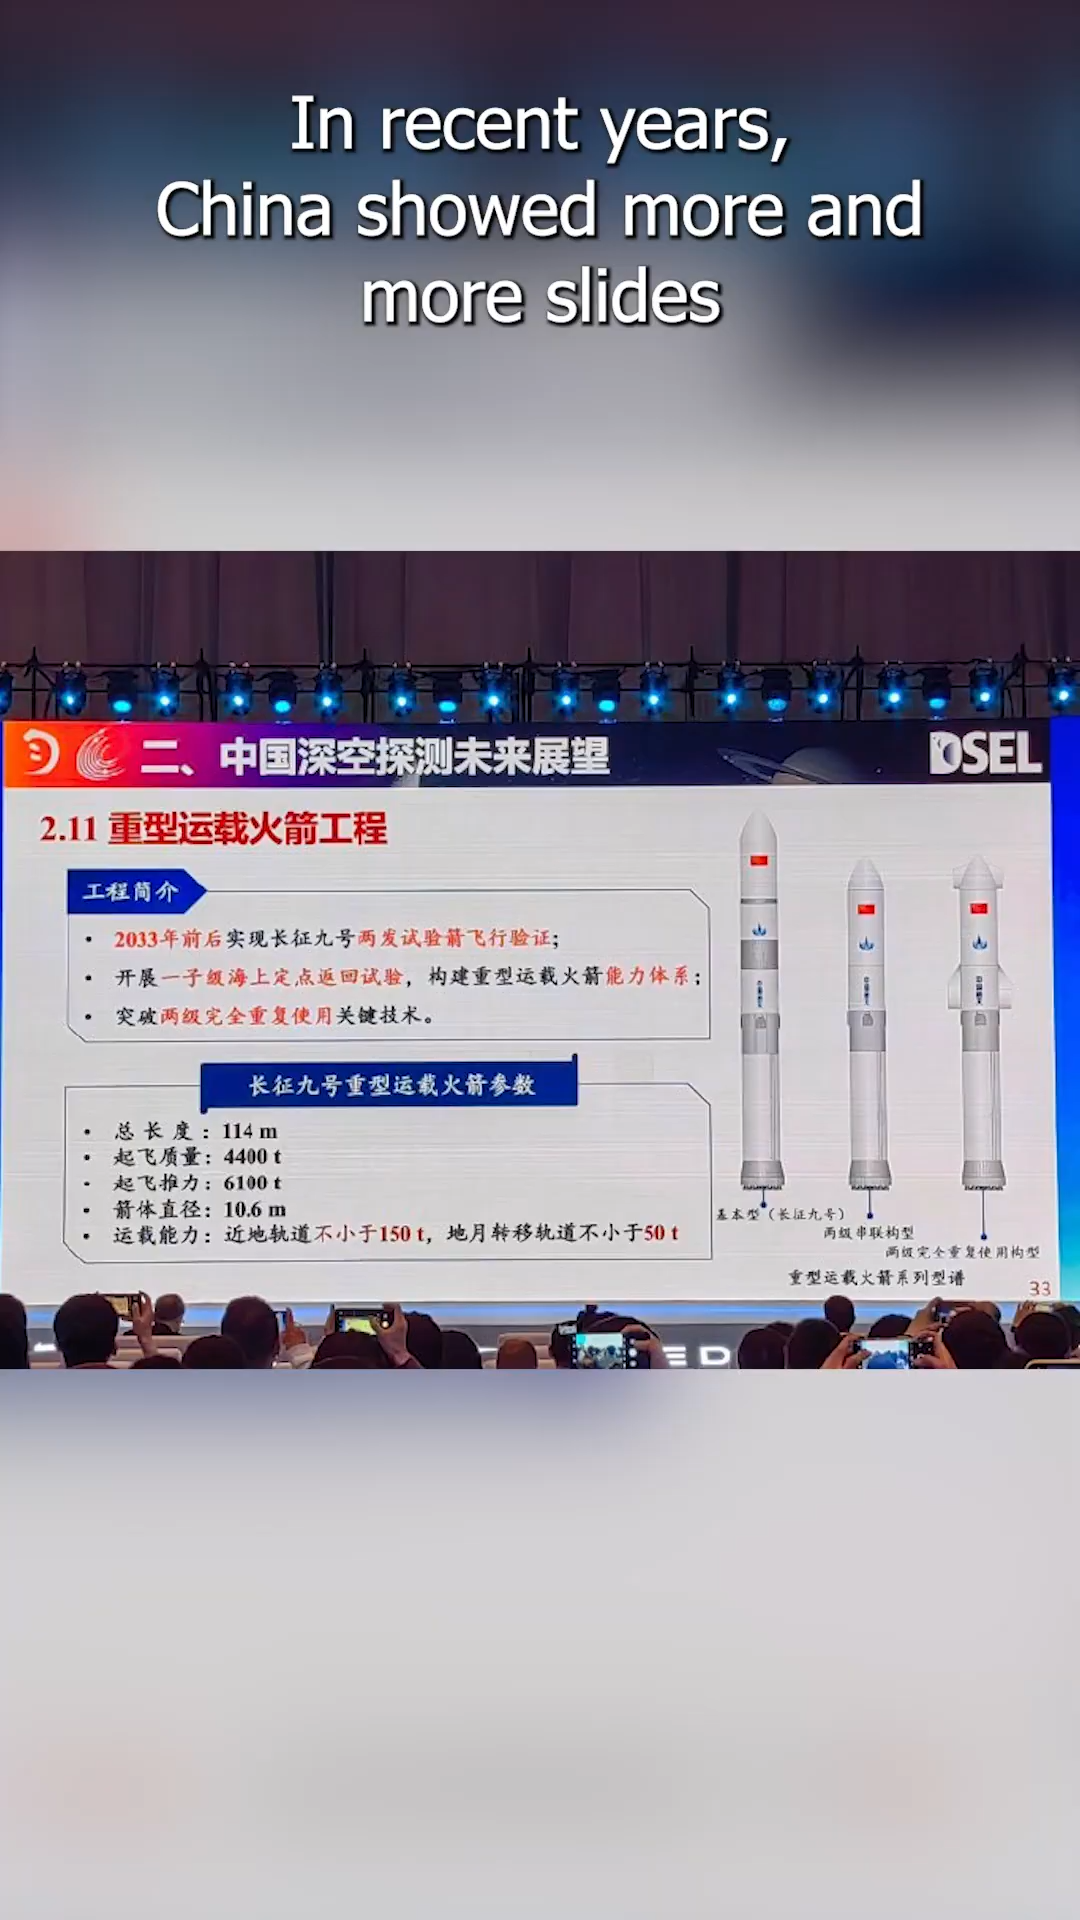 In recent years,
China showed more and
more slides
二、中国深空探测未来展望
DSEL
2.11 重型运载火箭工程
工程简介
• 2033年前后实现长征九号两发试验箭飞行验证;
• 开展一子级海上定点返回试验，构建重型运载火箭能力体系;
• 突破两级完全重复使用关键技术。
长征九号重型运载火箭参数
• 总 长 度 ：114 m
• 起飞质量：4400 t
• 起飞推力：6100 t
• 箭体直径：10.6 m
• 运载能力：近地轨道不小于150 t，地月转移轨道不小于50 t
基本型（长征九号）
两级串联构型
两级完全重复使用构型
重型运载火箭系列型谱
33